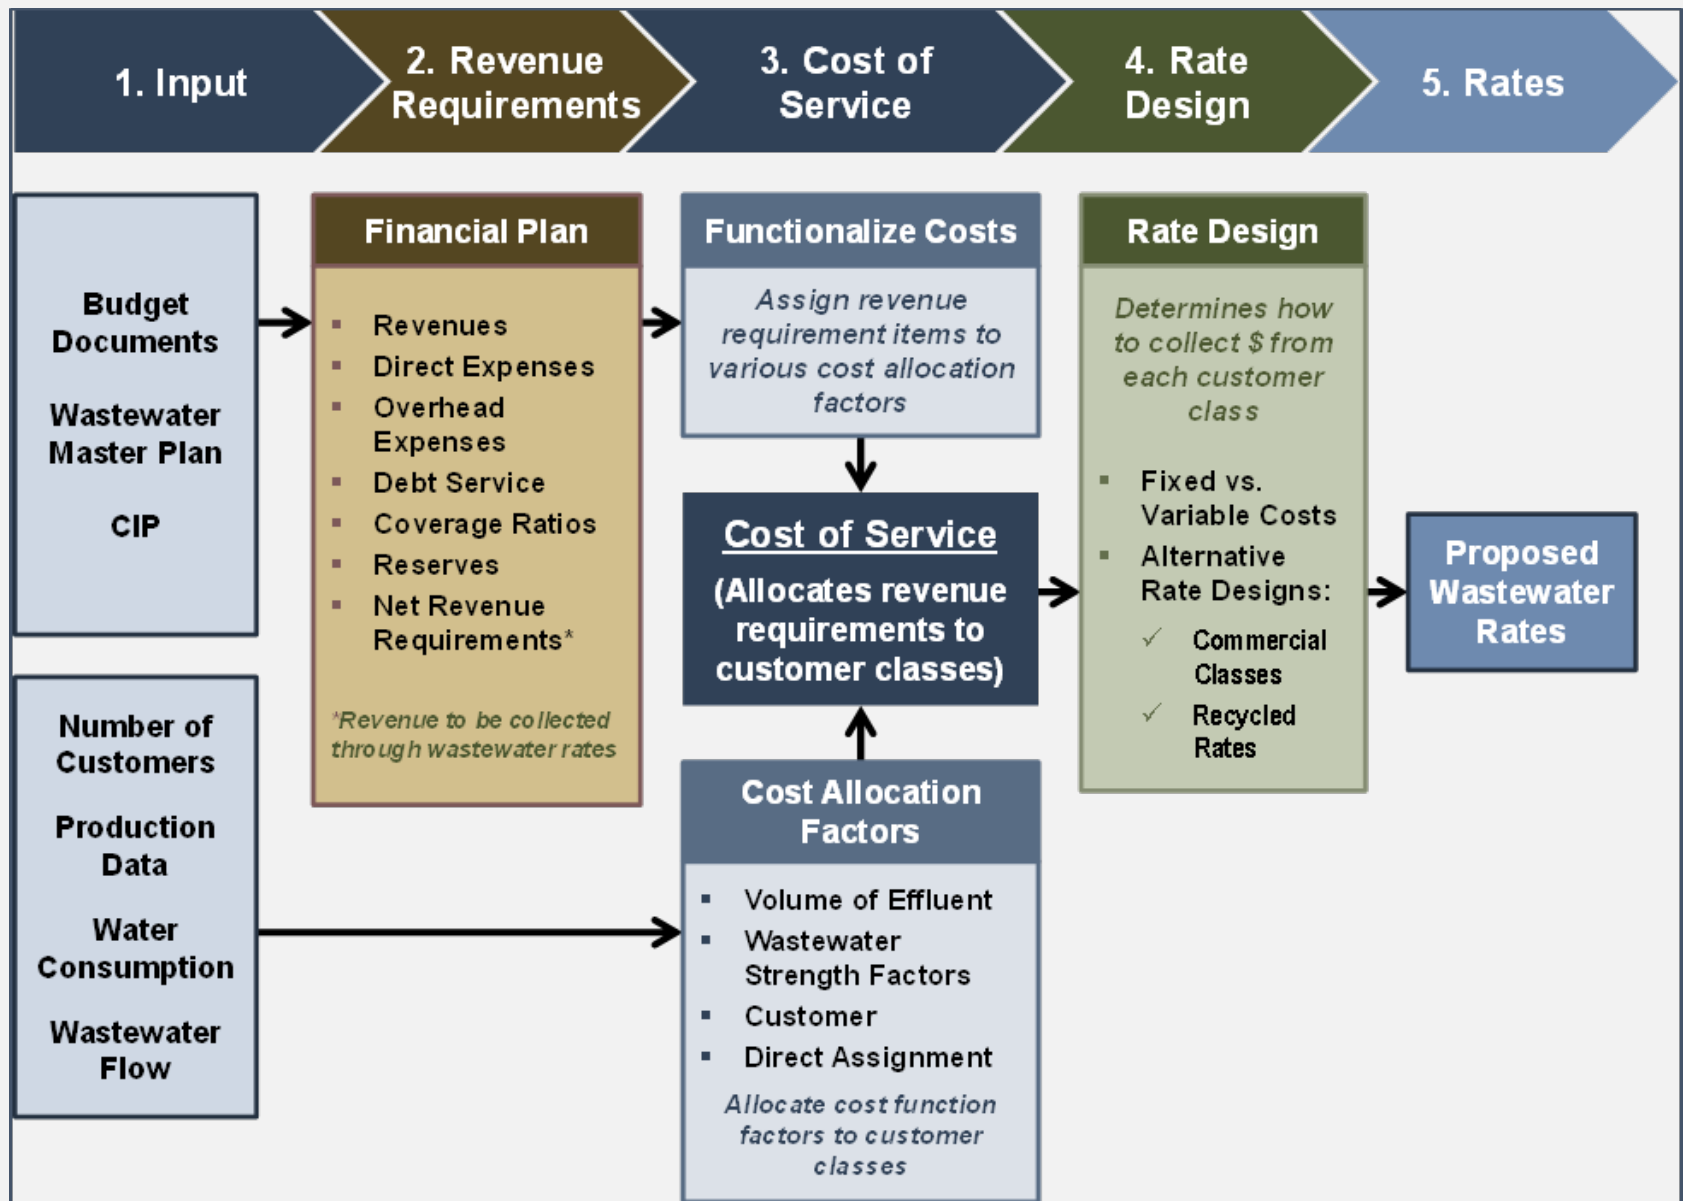 1. Input
2. Revenue
Requirements
3. Cost of
Service
4. Rate
Design
5. Rates
Budget
Documents
Wastewater
Master Plan
CIP
Number of
Customers
Production
Data
Water
Consumption
Wastewater
Flow
Financial Plan
▪ Revenues
▪ Direct Expenses
▪ Overhead
Expenses
▪ Debt Service
▪ Coverage Ratios
▪ Reserves
▪ Net Revenue
Requirements*
*Revenue to be collected
through wastewater rates
Functionalize Costs
Assign revenue
requirement items to
various cost allocation
factors
Cost of Service
(Allocates revenue
requirements to
customer classes)
Cost Allocation
Factors
▪ Volume of Effluent
▪ Wastewater
Strength Factors
▪ Customer
▪ Direct Assignment
Allocate cost function
factors to customer
classes
Rate Design
Determines how
to collect $ from
each customer
class
▪ Fixed vs.
Variable Costs
▪ Alternative
Rate Designs:
✓ Commercial
Classes
✓ Recycled
Rates
Proposed
Wastewater
Rates